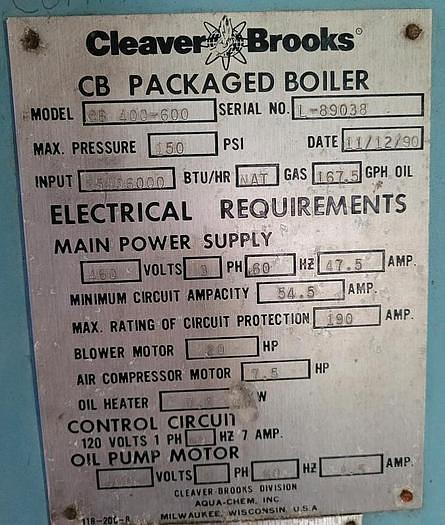 Cleaver Brooks®
CB PACKAGED BOILER
MODEL CB 400-600 SERIAL NO. L-89038
MAX. PRESSURE 150 PSI DATE 11/12/90
INPUT BTU/HR NAT GAS 167.5 GPH OIL
ELECTRICAL REQUIREMENTS
MAIN POWER SUPPLY
460 VOLTS 3 PH 60 HZ 47.5 AMP.
MINIMUM CIRCUIT AMPACITY 54.5 AMP.
MAX. RATING OF CIRCUIT PROTECTION 190 AMP.
BLOWER MOTOR HP
AIR COMPRESSOR MOTOR 7.5 HP
OIL HEATER
CONTROL CIRCUIT
120 VOLTS 1 PH HZ 7 AMP.
OIL PUMP MOTOR
VOLTS PH 60 HZ AMP.
CLEAVER-BROOKS DIVISION
AQUA-CHEM, INC.
MILWAUKEE, WISCONSIN, U.S.A.